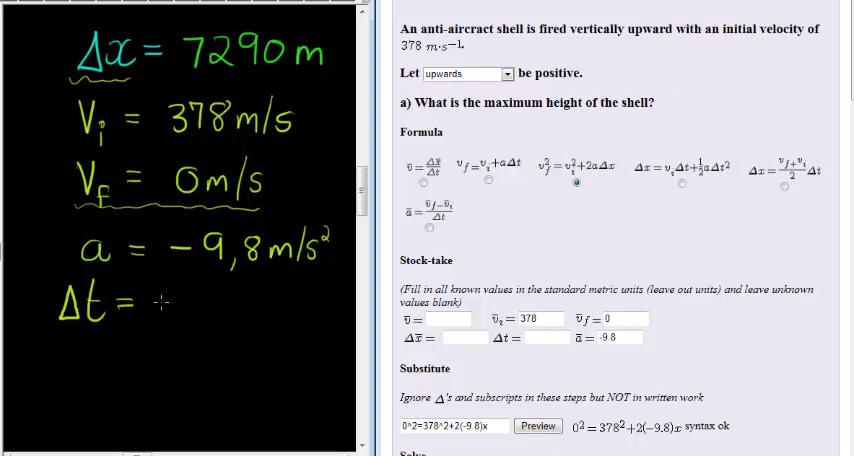 Δx = 7290 m
Vi = 378 m/s
Vf = 0 m/s
a = - 9,8 m/s²
Δt =
An anti-aircract shell is fired vertically upward with an initial velocity of
378 m·s−1.
Let upwards be positive.
a) What is the maximum height of the shell?
Formula
v̄=Δx̄/Δt vf=vi+aΔt vf²=vi²+2aΔx Δx=viΔt+½aΔt² Δx=(vf+vi)/2 Δt
ā=(v̄f−v̄i)/Δt
Stock-take
(Fill in all known values in the standard metric units (leave out units) and leave unknown
values blank)
v̄= v̄i= 378 v̄f= 0
Δx̄= Δt= ā= -9.8
Substitute
Ignore Δ's and subscripts in these steps but NOT in written work
0^2=378^2+2(-9.8)x Preview 0²=378²+2(−9.8)x syntax ok
Solve